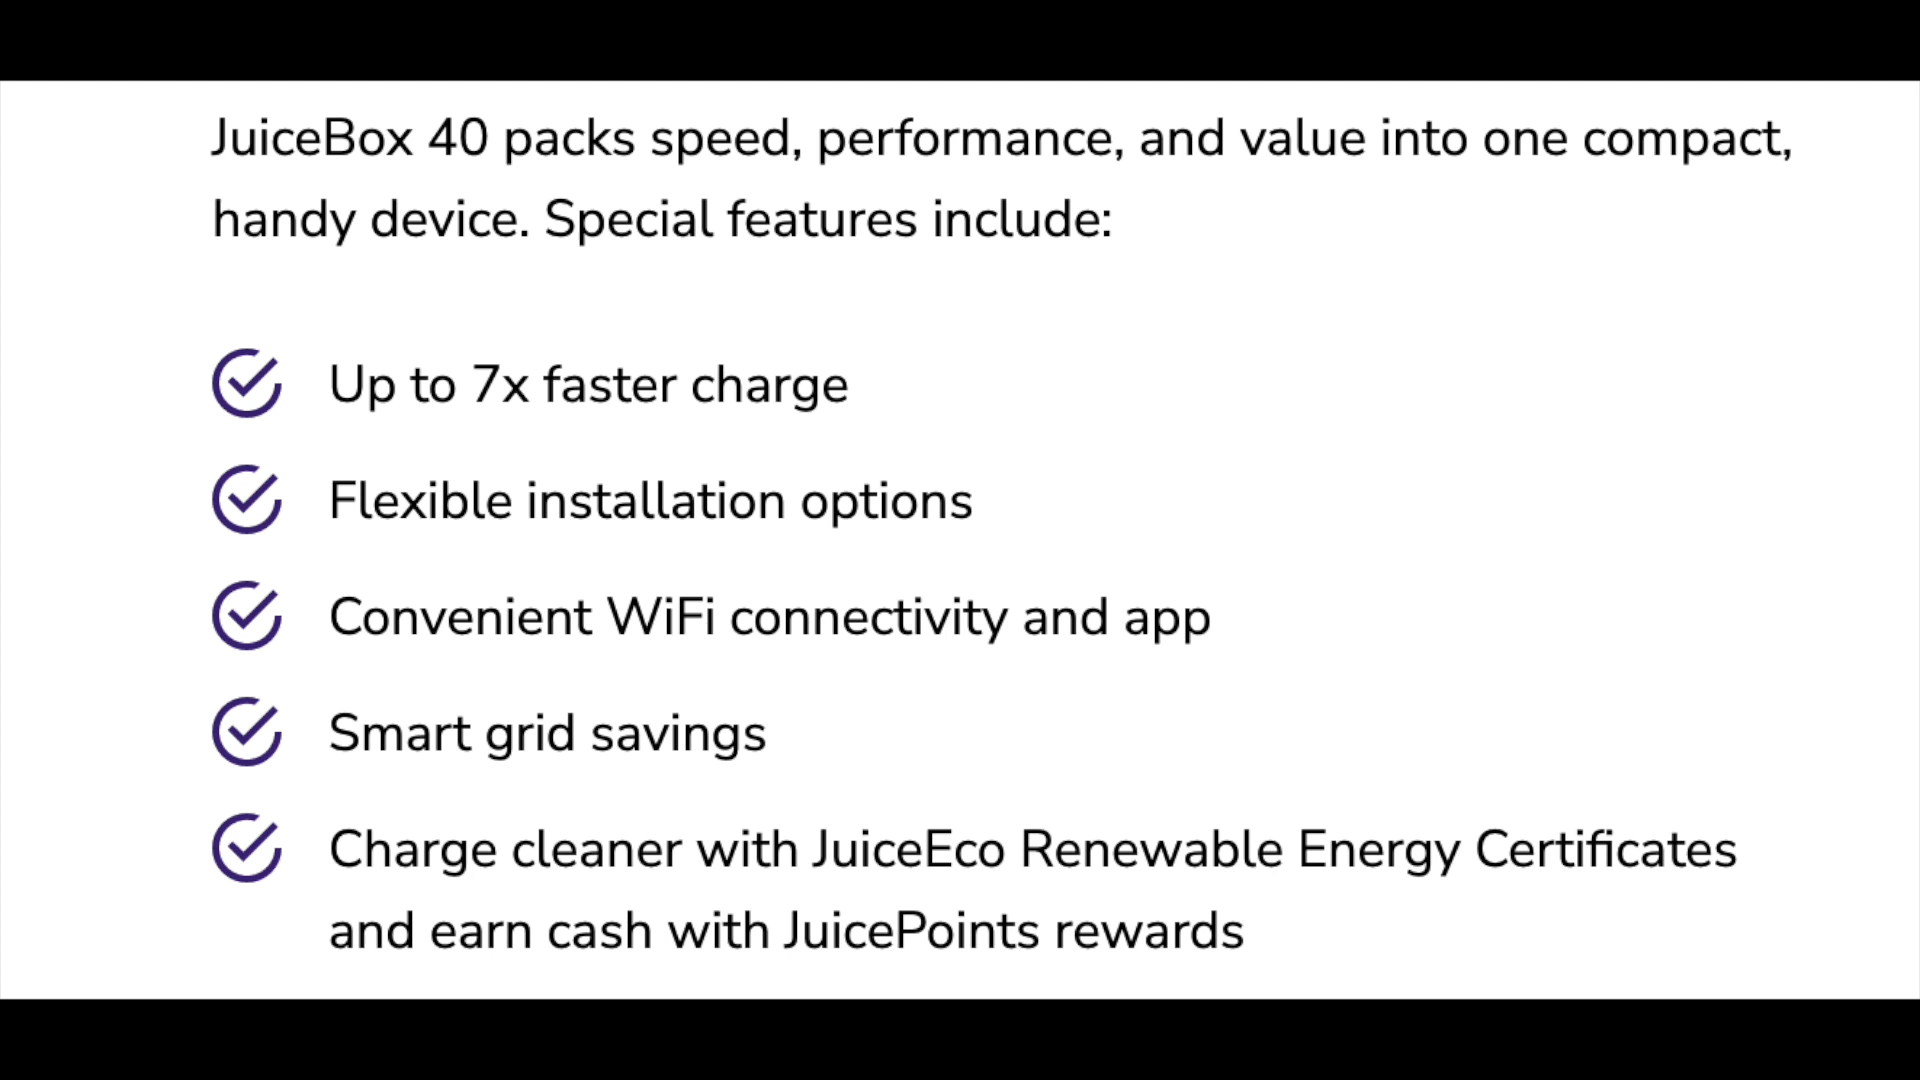 JuiceBox 40 packs speed, performance, and value into one compact,
handy device. Special features include:
Up to 7x faster charge
Flexible installation options
Convenient WiFi connectivity and app
Smart grid savings
Charge cleaner with JuiceEco Renewable Energy Certificates
and earn cash with JuicePoints rewards